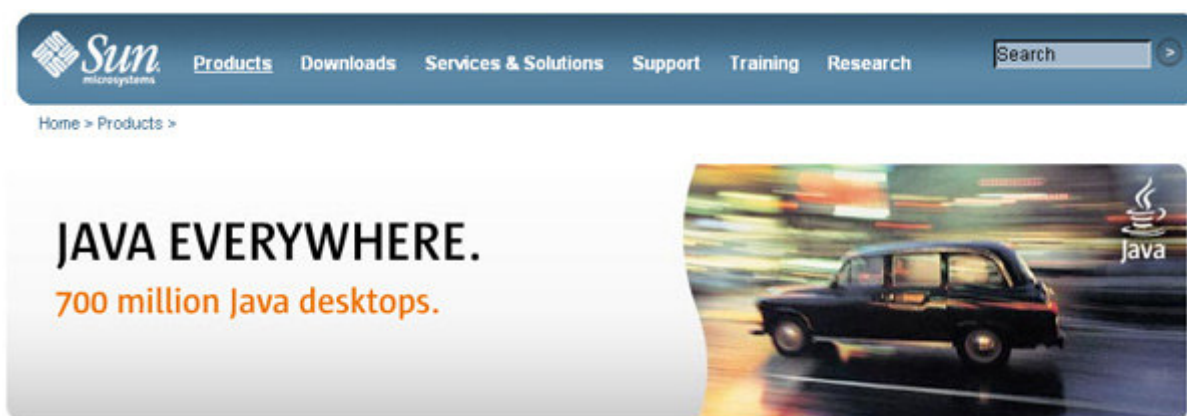 Sun
microsystems
Products Downloads Services & Solutions Support Training Research Search >
Home > Products >
JAVA EVERYWHERE.
700 million Java desktops.
Java